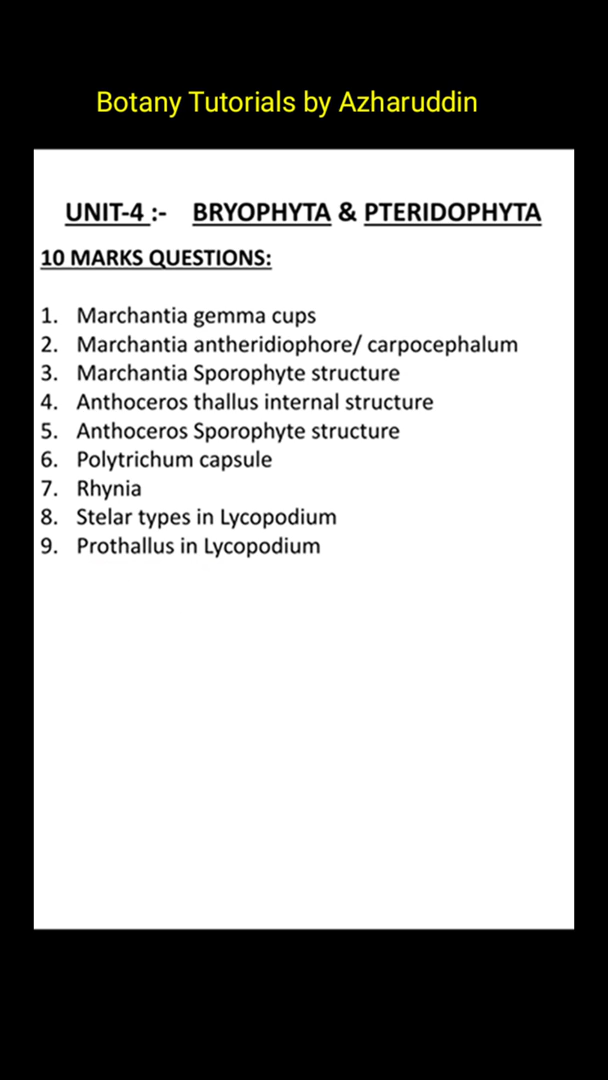 Botany Tutorials by Azharuddin
UNIT-4 :- BRYOPHYTA & PTERIDOPHYTA
10 MARKS QUESTIONS:
1. Marchantia gemma cups
2. Marchantia antheridiophore/ carpocephalum
3. Marchantia Sporophyte structure
4. Anthoceros thallus internal structure
5. Anthoceros Sporophyte structure
6. Polytrichum capsule
7. Rhynia
8. Stelar types in Lycopodium
9. Prothallus in Lycopodium